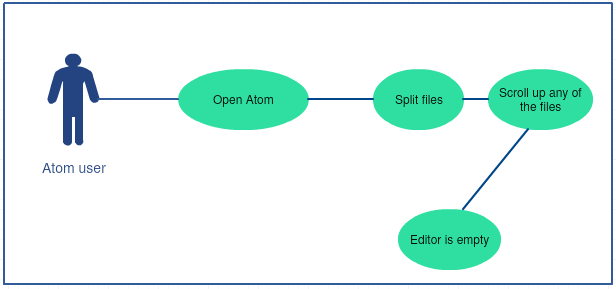 Open Atom
Split files
Scroll up any of
the files
Atom user
Editor is empty